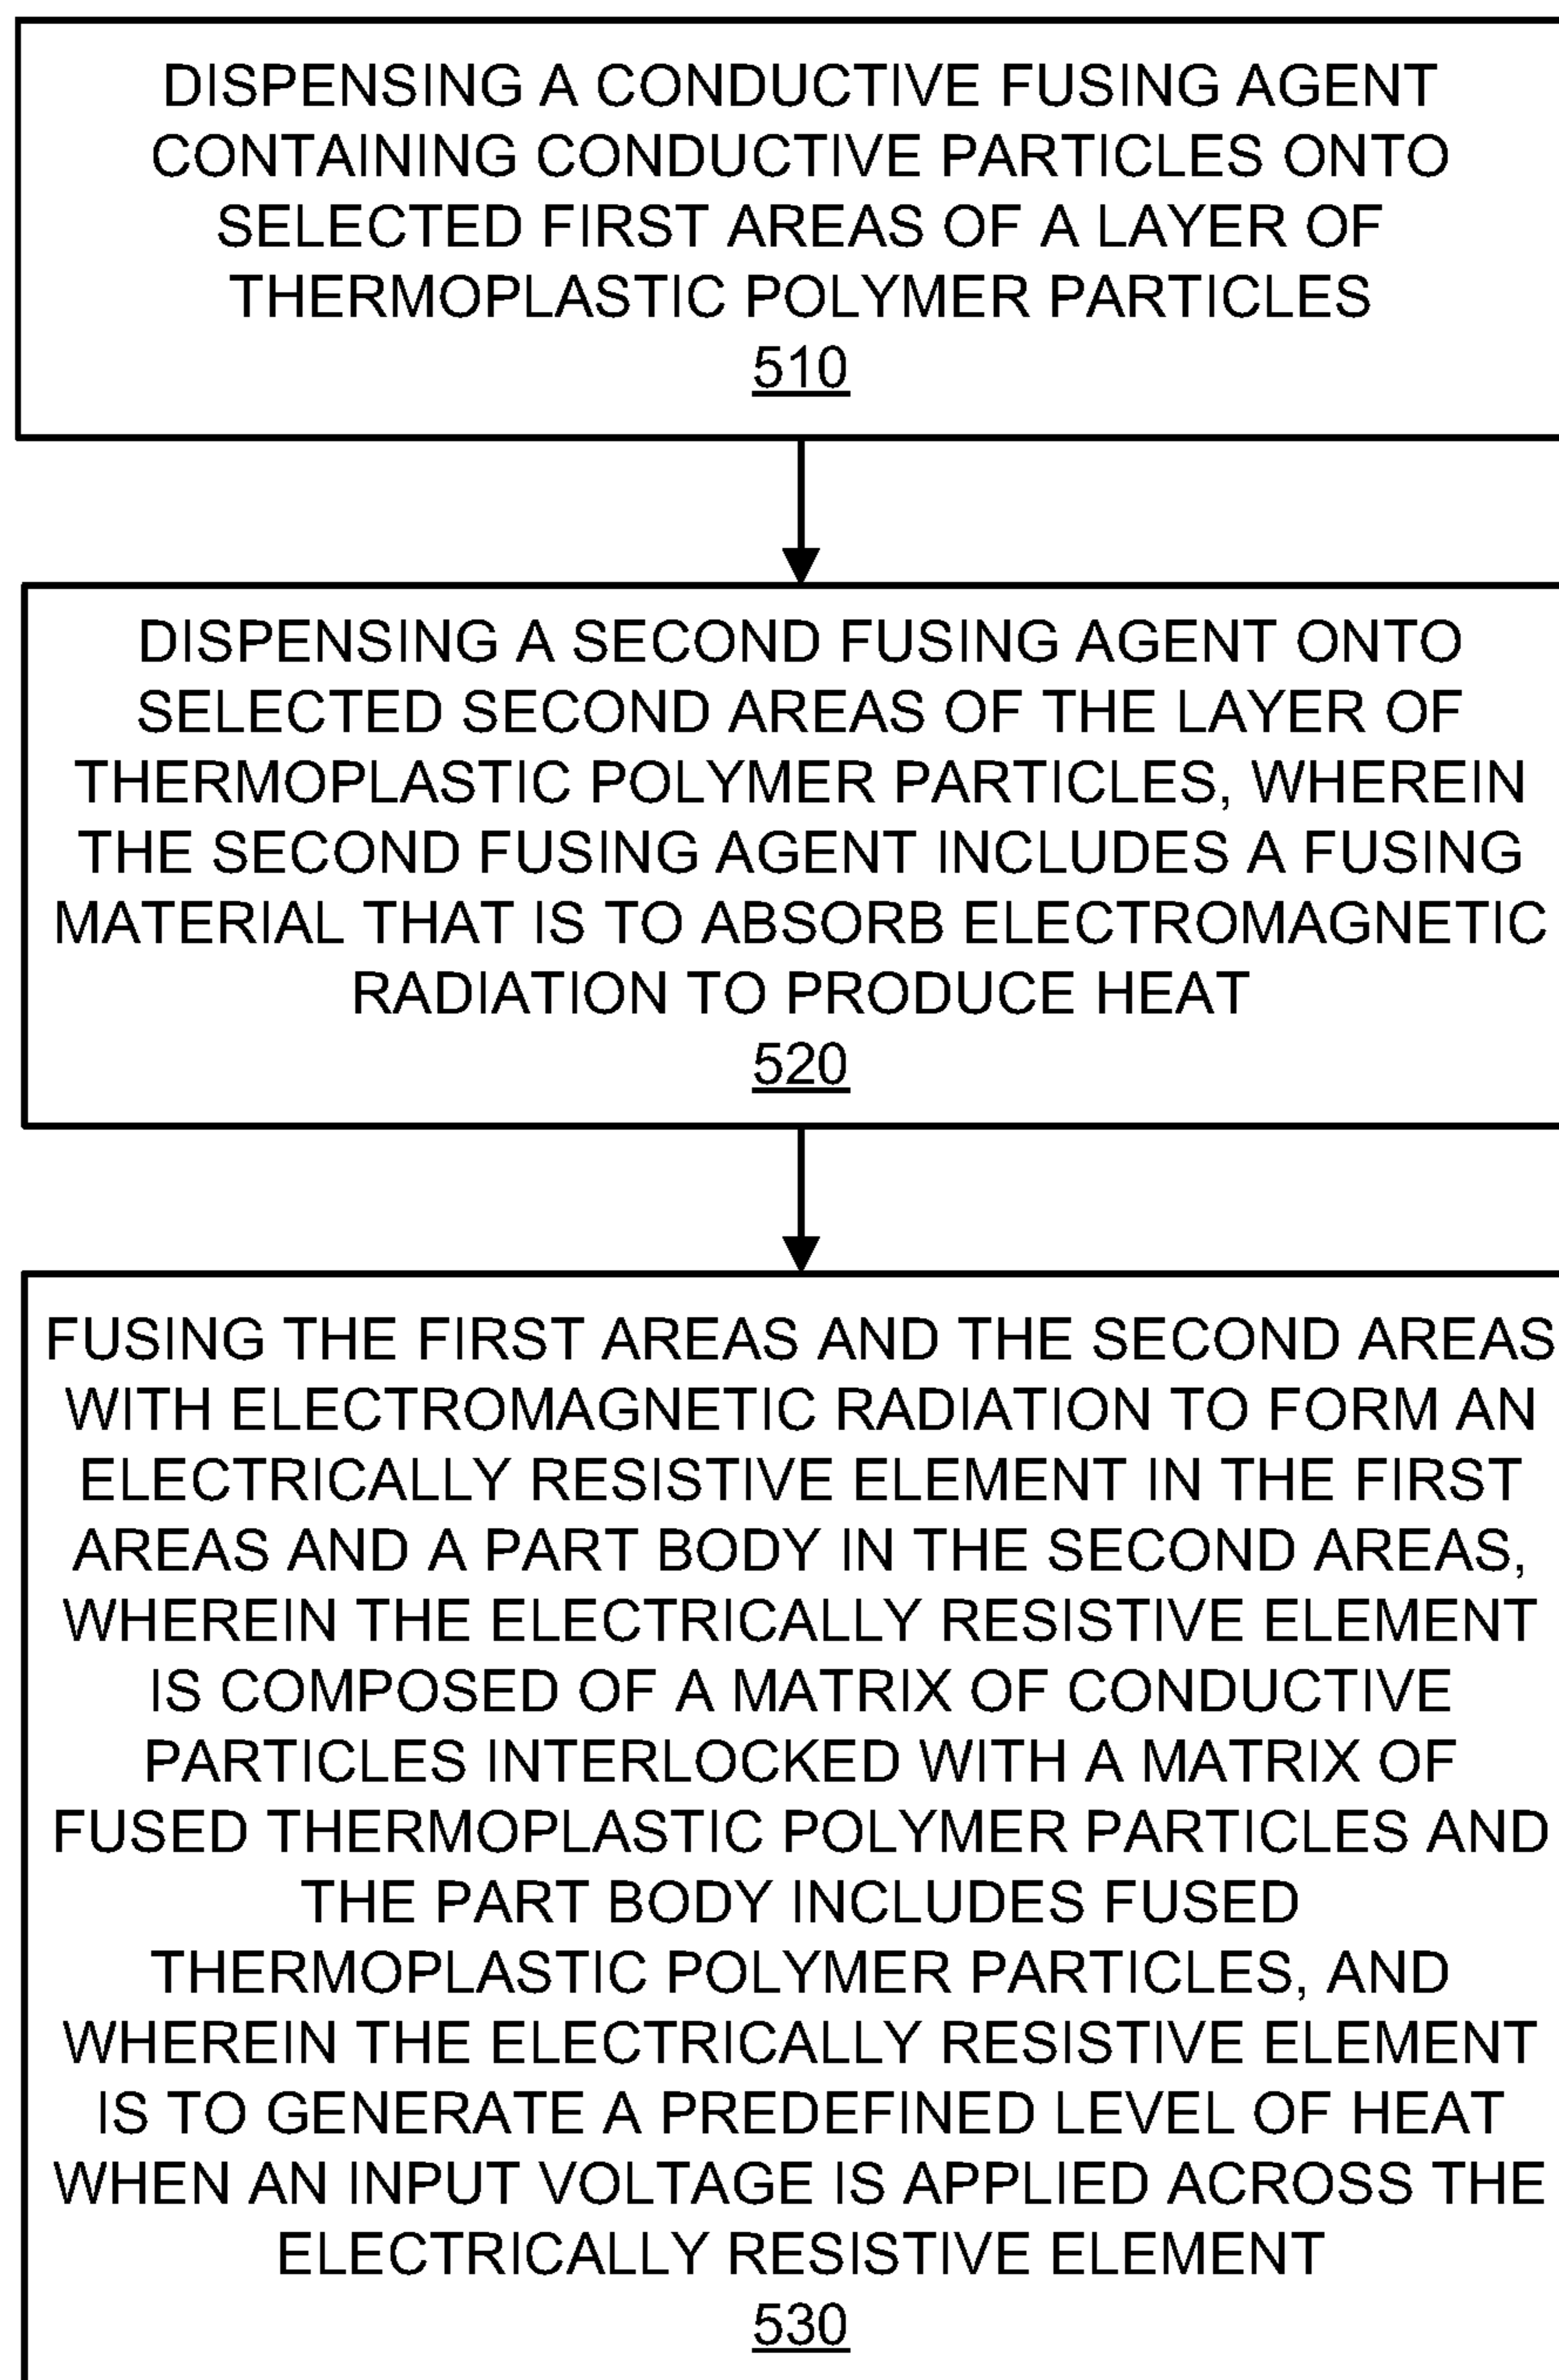 DISPENSING A CONDUCTIVE FUSING AGENT
CONTAINING CONDUCTIVE PARTICLES ONTO
SELECTED FIRST AREAS OF A LAYER OF
THERMOPLASTIC POLYMER PARTICLES
510
DISPENSING A SECOND FUSING AGENT ONTO
SELECTED SECOND AREAS OF THE LAYER OF
THERMOPLASTIC POLYMER PARTICLES, WHEREIN
THE SECOND FUSING AGENT INCLUDES A FUSING
MATERIAL THAT IS TO ABSORB ELECTROMAGNETIC
RADIATION TO PRODUCE HEAT
520
FUSING THE FIRST AREAS AND THE SECOND AREAS
WITH ELECTROMAGNETIC RADIATION TO FORM AN
ELECTRICALLY RESISTIVE ELEMENT IN THE FIRST
AREAS AND A PART BODY IN THE SECOND AREAS,
WHEREIN THE ELECTRICALLY RESISTIVE ELEMENT
IS COMPOSED OF A MATRIX OF CONDUCTIVE
PARTICLES INTERLOCKED WITH A MATRIX OF
FUSED THERMOPLASTIC POLYMER PARTICLES AND
THE PART BODY INCLUDES FUSED
THERMOPLASTIC POLYMER PARTICLES, AND
WHEREIN THE ELECTRICALLY RESISTIVE ELEMENT
IS TO GENERATE A PREDEFINED LEVEL OF HEAT
WHEN AN INPUT VOLTAGE IS APPLIED ACROSS THE
ELECTRICALLY RESISTIVE ELEMENT
530